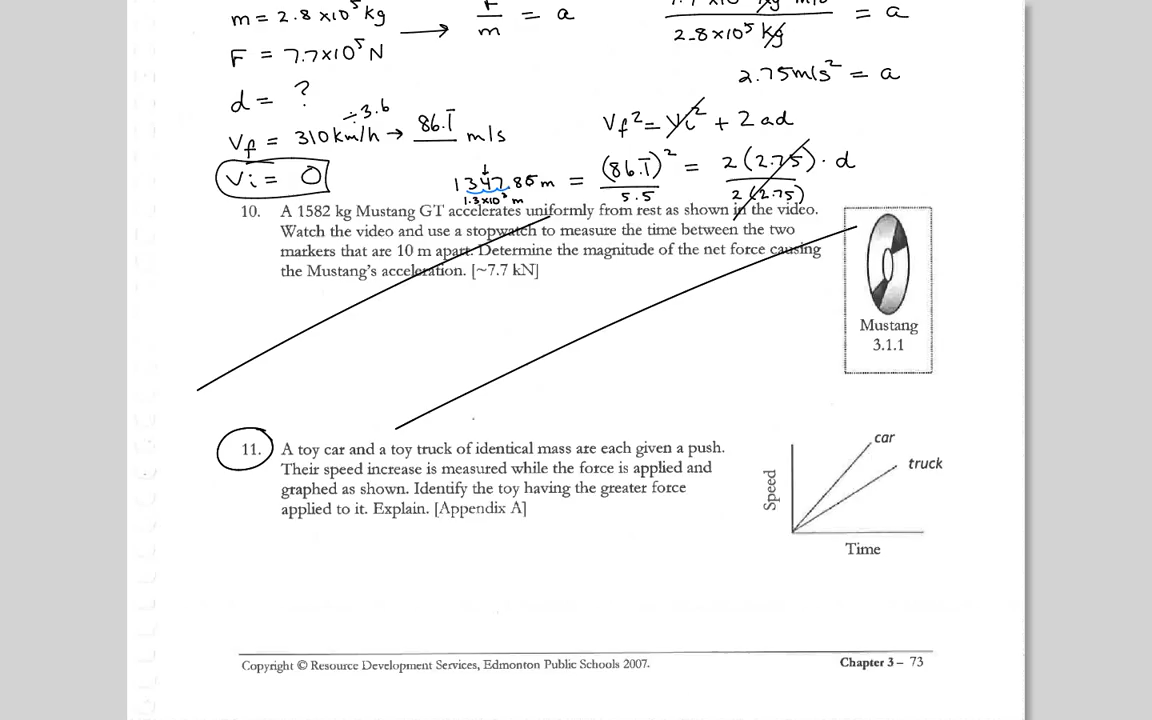 m = 2.8 x10⁵ kg
F/m = a
kg = a
2.8 x10⁵ kg
F = 7.7x10⁵ N
2.75 m/s² = a
d = ?
÷3.6
Vf = 310 km/h → 86.1̅ m/s
Vf² = Vi² + 2ad
Vi = 0
1347.85 m = (86.1̅)² / 5.5 = 2(2.75)·d / 2(2.75)
1.3x10³ m
10. A 1582 kg Mustang GT accelerates uniformly from rest as shown in the video.
Watch the video and use a stopwatch to measure the time between the two
markers that are 10 m apart. Determine the magnitude of the net force causing
the Mustang's acceleration. [~7.7 kN]
Mustang
3.1.1
11. A toy car and a toy truck of identical mass are each given a push.
Their speed increase is measured while the force is applied and
graphed as shown. Identify the toy having the greater force
applied to it. Explain. [Appendix A]
car
truck
Speed
Time
Copyright © Resource Development Services, Edmonton Public Schools 2007.
Chapter 3 – 73